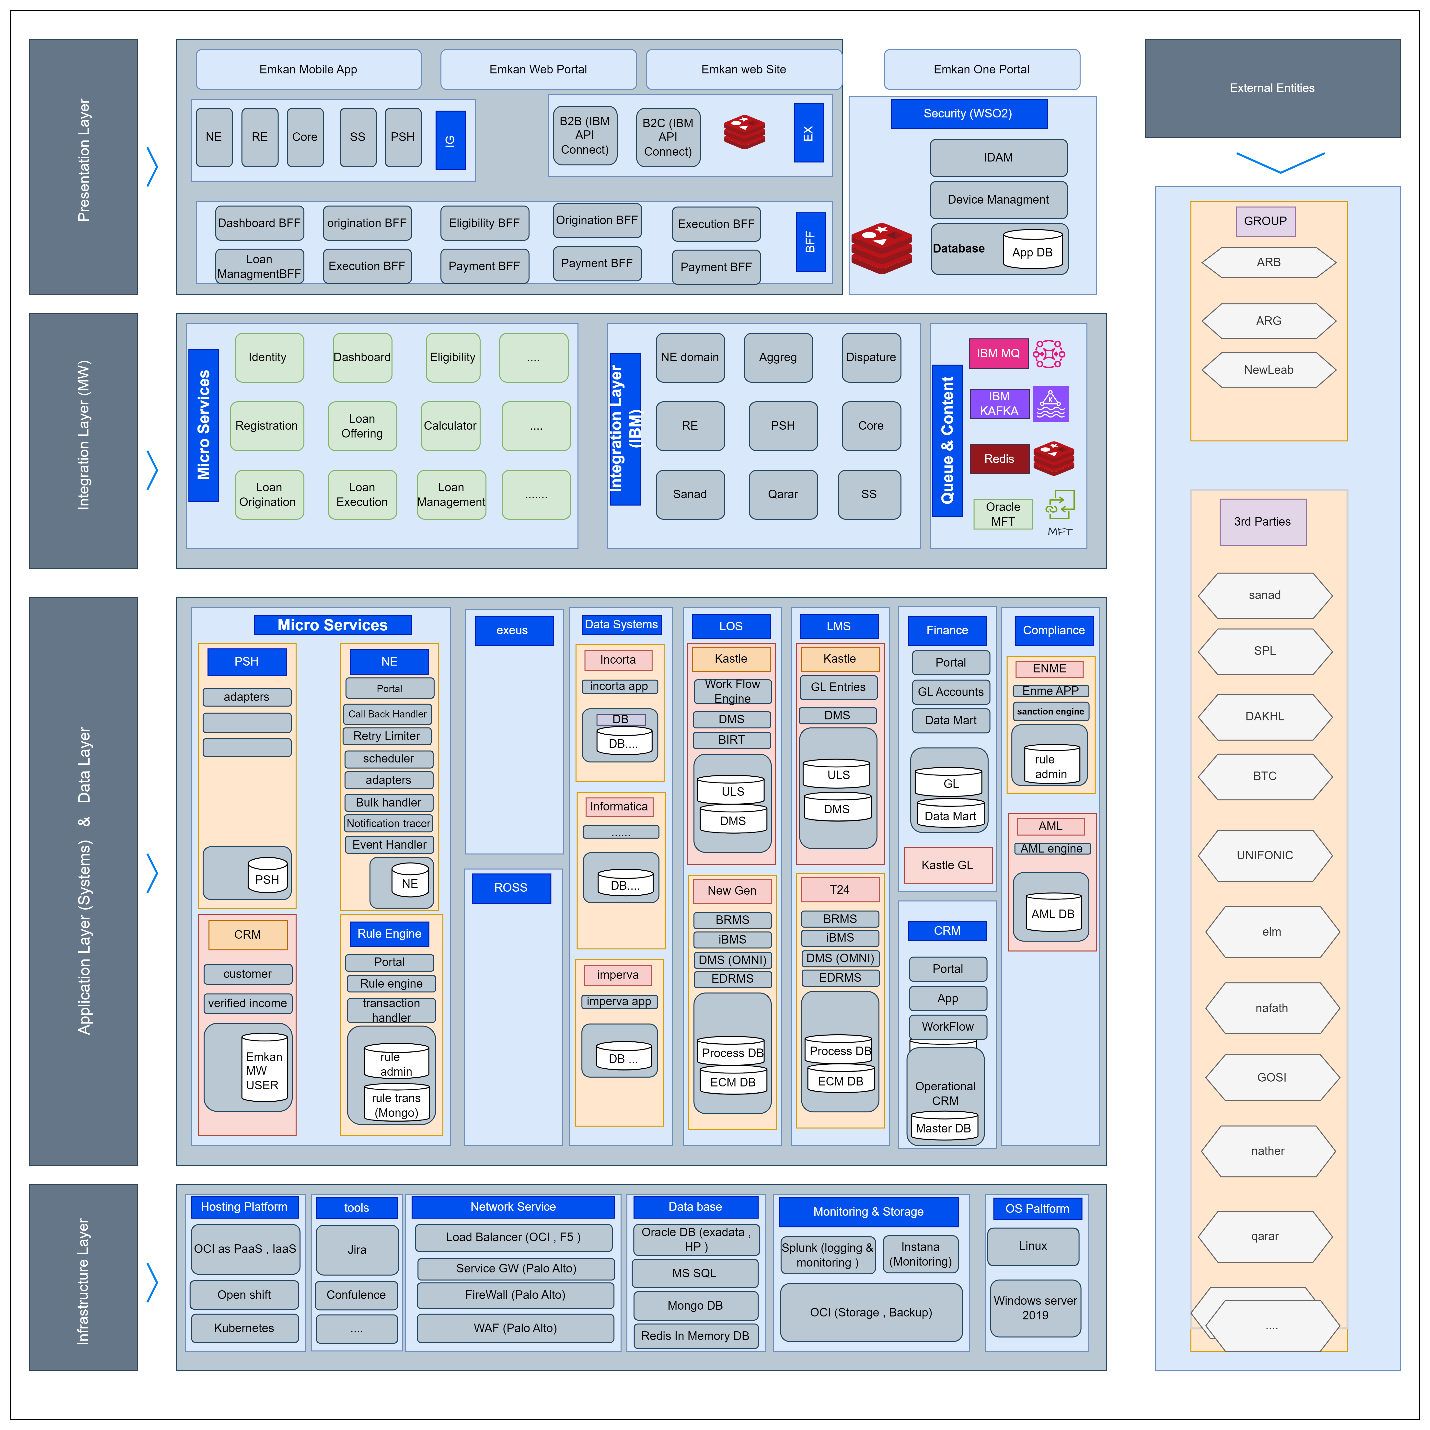 Presentation Layer
Emkan Mobile App
Emkan Web Portal
Emkan web Site
Emkan One Portal
External Entities
NE
RE
Core
SS
PSH
IG
B2B (IBM
API
Connect)
B2C (IBM
API
Connect)
EX
Security (WSO2)
IDAM
Device Managment
Database
App DB
Dashboard BFF
origination BFF
Eligibility BFF
Origination BFF
Execution BFF
BFF
Loan
ManagmentBFF
Execution BFF
Payment BFF
Payment BFF
Payment BFF
GROUP
ARB
ARG
NewLeab
Integration Layer (MW)
Micro Services
Identity
Dashboard
Eligibility
....
Registration
Loan
Offering
Calculator
....
Loan
Origination
Loan
Execution
Loan
Management
.......
Integration Layer
(IBM)
NE domain
Aggreg
Dispature
RE
PSH
Core
Sanad
Qarar
SS
Queue & Content
IBM MQ
IBM
KAFKA
Redis
Oracle
MFT
MFT
3rd Parties
sanad
SPL
DAKHL
BTC
UNIFONIC
elm
nafath
GOSI
nather
qarar
....
Application Layer (Systems) & Data Layer
Micro Services
PSH
adapters
PSH
NE
Portal
Call Back Handler
Retry Limiter
scheduler
adapters
Bulk handler
Notification tracer
Event Handler
NE
CRM
customer
verified income
Emkan
MW
USER
Rule Engine
Portal
Rule engine
transaction
handler
rule
admin
rule trans
(Mongo)
exeus
ROSS
Data Systems
Incorta
incorta app
DB
DB....
Informatica
......
DB....
imperva
imperva app
DB ...
LOS
Kastle
Work Flow
Engine
DMS
BIRT
ULS
DMS
New Gen
BRMS
iBMS
DMS (OMNI)
EDRMS
Process DB
ECM DB
LMS
Kastle
GL Entries
DMS
ULS
DMS
T24
BRMS
iBMS
DMS (OMNI)
EDRMS
Process DB
ECM DB
Finance
Portal
GL Accounts
Data Mart
GL
Data Mart
Kastle GL
CRM
Portal
App
WorkFlow
Operational
CRM
Master DB
Compliance
ENME
Enme APP
sanction engine
rule
admin
AML
AML engine
AML DB
Infrastructure Layer
Hosting Platform
OCI as PaaS , IaaS
Open shift
Kubernetes
tools
Jira
Confulence
....
Network Service
Load Balancer (OCI , F5 )
Service GW (Palo Alto)
FireWall (Palo Alto)
WAF (Palo Alto)
Data base
Oracle DB (exadata ,
HP )
MS SQL
Mongo DB
Redis In Memory DB
Monitoring & Storage
Splunk (logging &
monitoring )
Instana
(Monitoring)
OCI (Storage , Backup)
OS Paltform
Linux
Windows server
2019